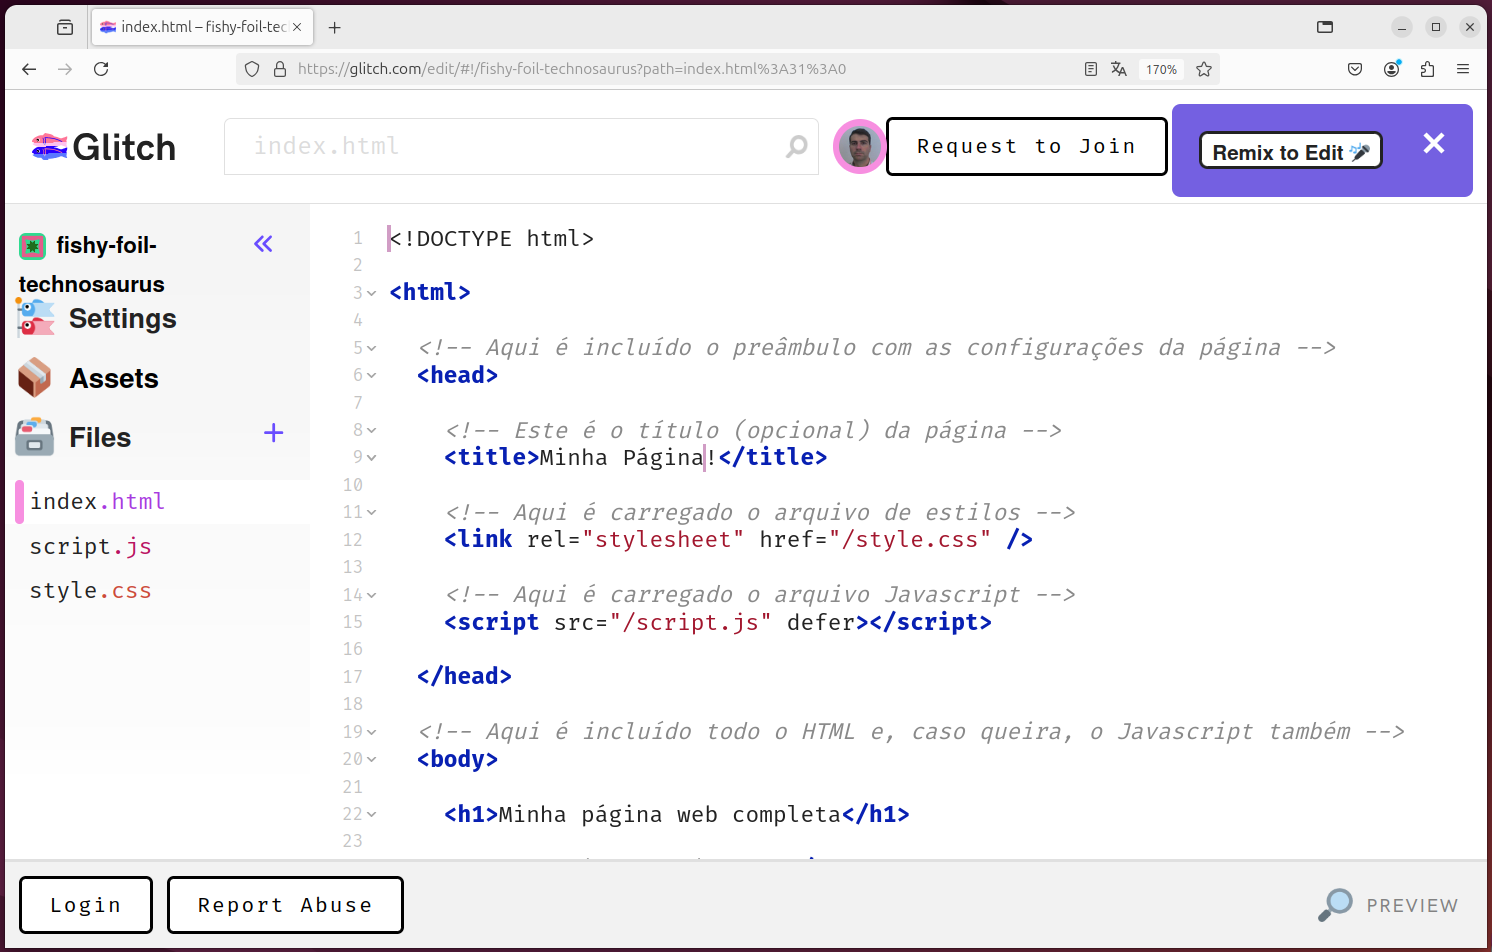 index.html – fishy-foil-tec
https://glitch.com/edit/#!/fishy-foil-technosaurus?path=index.html%3A31%3A0
170%
Glitch
index.html
Request to Join
Remix to Edit
fishy-foil-
technosaurus
Settings
Assets
Files
index.html
script.js
style.css
1 <!DOCTYPE html>
2
3 <html>
4
5 <!-- Aqui é incluído o preâmbulo com as configurações da página -->
6 <head>
7
8 <!-- Este é o título (opcional) da página -->
9 <title>Minha Página!</title>
10
11 <!-- Aqui é carregado o arquivo de estilos -->
12 <link rel="stylesheet" href="/style.css" />
13
14 <!-- Aqui é carregado o arquivo Javascript -->
15 <script src="/script.js" defer></script>
16
17 </head>
18
19 <!-- Aqui é incluído todo o HTML e, caso queira, o Javascript também -->
20 <body>
21
22 <h1>Minha página web completa</h1>
23
Login
Report Abuse
PREVIEW